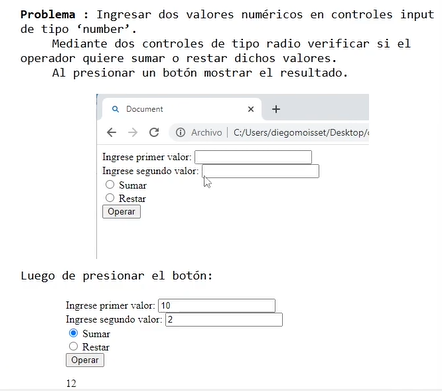 Problema : Ingresar dos valores numéricos en controles input
de tipo ‘number’.
Mediante dos controles de tipo radio verificar si el
operador quiere sumar o restar dichos valores.
Al presionar un botón mostrar el resultado.
Document
Archivo | C:/Users/diegomoisset/Desktop/
Ingrese primer valor:
Ingrese segundo valor:
Sumar
Restar
Operar
Luego de presionar el botón:
Ingrese primer valor: 10
Ingrese segundo valor: 2
Sumar
Restar
Operar
12